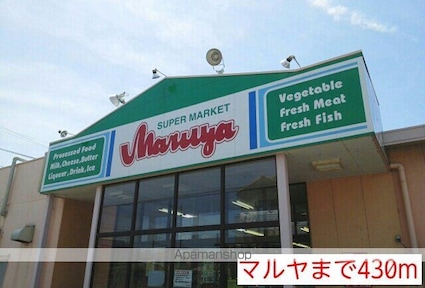 SUPER MARKET
Maruya
Processed Food
Milk, Cheese, Butter
Liquor, Drink, Ice
Vegetable
Fresh Meat
Fresh Fish
Apamanshop
マルヤまで430m